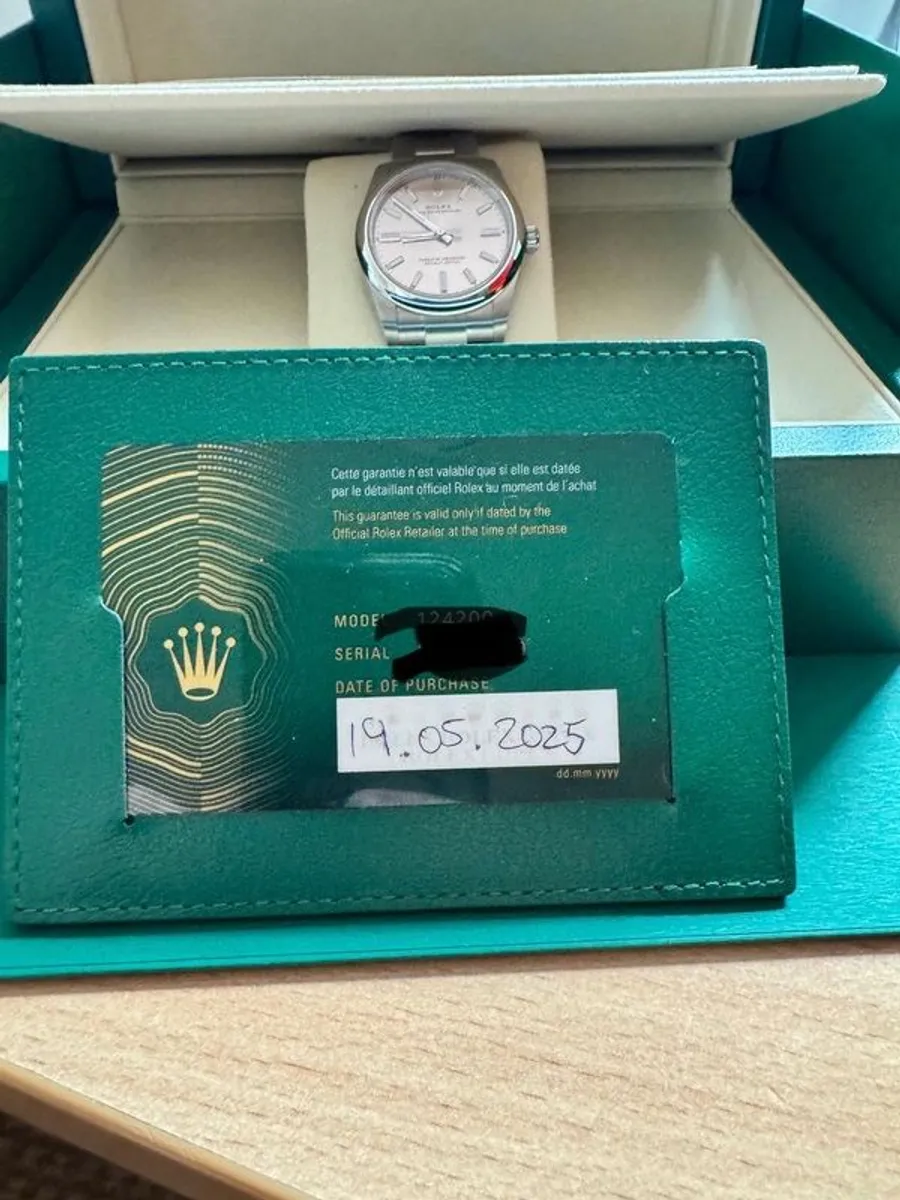 ROLEX
Cette garantie n'est valable que si elle est datée
par le détaillant officiel Rolex au moment de l'achat
This guarantee is valid only if dated by the
Official Rolex Retailer at the time of purchase
MODEL 124200
SERIAL
DATE OF PURCHASE
19.05.2025
dd.mm.yyyy